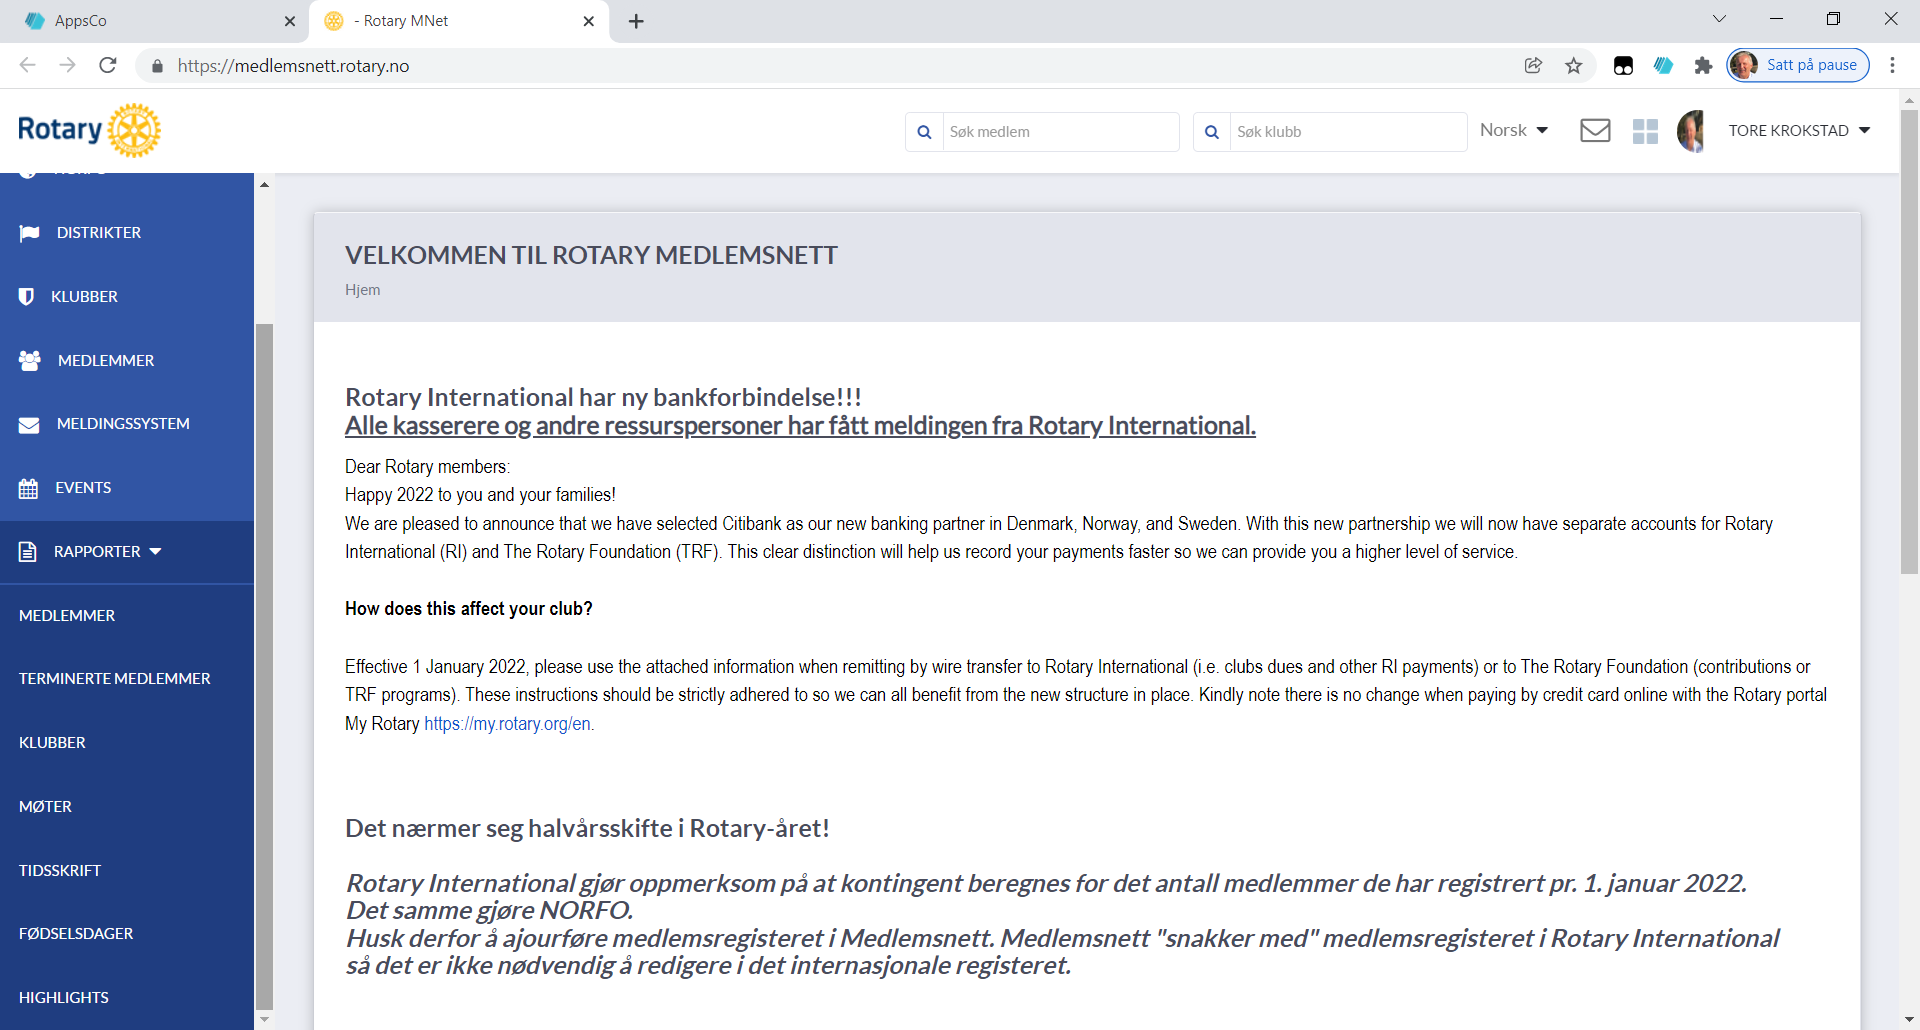 AppsCo
- Rotary MNet
https://medlemsnett.rotary.no
Satt på pause
Rotary
Søk medlem
Søk klubb
Norsk
TORE KROKSTAD
DISTRIKTER
KLUBBER
MEDLEMMER
MELDINGSSYSTEM
EVENTS
RAPPORTER
MEDLEMMER
TERMINERTE MEDLEMMER
KLUBBER
MØTER
TIDSSKRIFT
FØDSELSDAGER
HIGHLIGHTS
VELKOMMEN TIL ROTARY MEDLEMSNETT
Hjem
Rotary International har ny bankforbindelse!!!
Alle kasserere og andre ressurspersoner har fått meldingen fra Rotary International.
Dear Rotary members:
Happy 2022 to you and your families!
We are pleased to announce that we have selected Citibank as our new banking partner in Denmark, Norway, and Sweden. With this new partnership we will now have separate accounts for Rotary
International (RI) and The Rotary Foundation (TRF). This clear distinction will help us record your payments faster so we can provide you a higher level of service.
How does this affect your club?
Effective 1 January 2022, please use the attached information when remitting by wire transfer to Rotary International (i.e. clubs dues and other RI payments) or to The Rotary Foundation (contributions or
TRF programs). These instructions should be strictly adhered to so we can all benefit from the new structure in place. Kindly note there is no change when paying by credit card online with the Rotary portal
My Rotary https://my.rotary.org/en.
Det nærmer seg halvårsskifte i Rotary-året!
Rotary International gjør oppmerksom på at kontingent beregnes for det antall medlemmer de har registrert pr. 1. januar 2022.
Det samme gjøre NORFO.
Husk derfor å ajourføre medlemsregisteret i Medlemsnett. Medlemsnett "snakker med" medlemsregisteret i Rotary International
så det er ikke nødvendig å redigere i det internasjonale registeret.